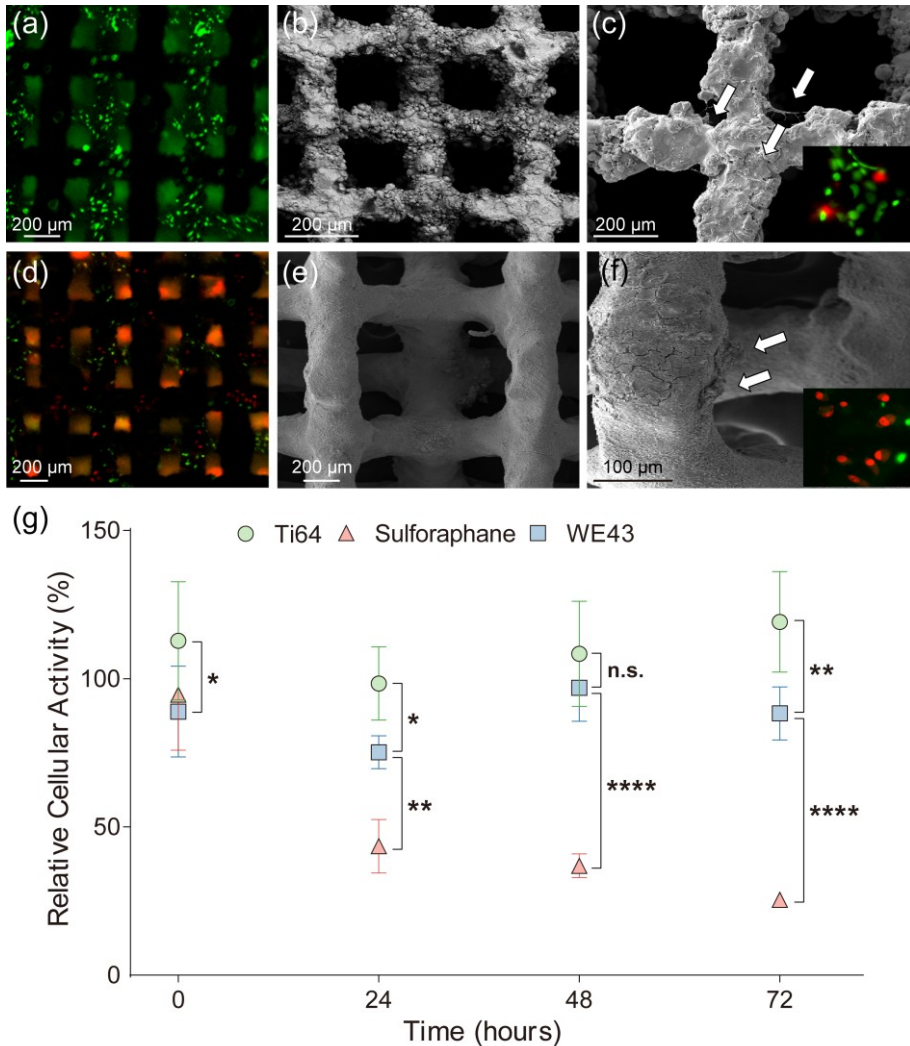 (a)
200 µm
(b)
200 µm
(c)
200 µm
(d)
200 µm
(e)
200 µm
(f)
100 µm
(g)
Ti64 Sulforaphane WE43
Relative Cellular Activity (%)
150
100
50
0
*
*
**
n.s.
****
**
****
0 24 48 72
Time (hours)